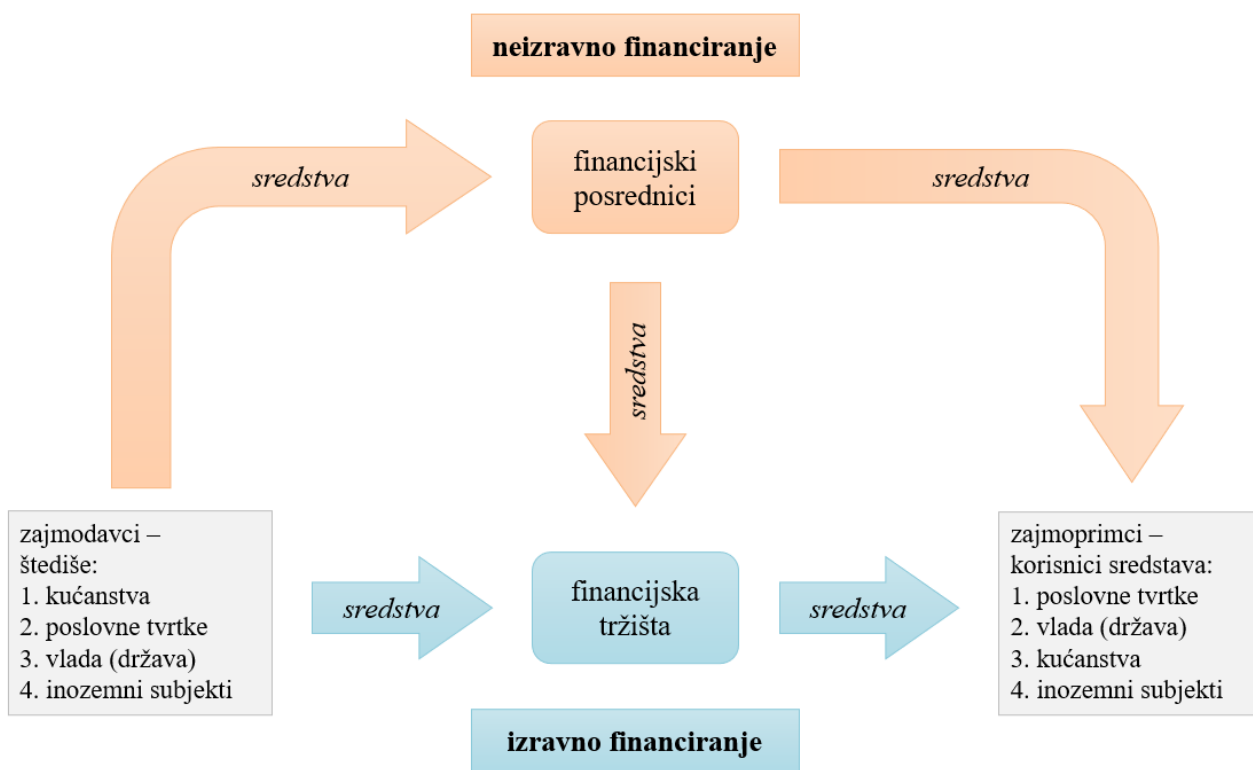 neizravno financiranje
sredstva
financijski
posrednici
sredstva
sredstva
zajmodavci –
štediše:
1. kućanstva
2. poslovne tvrtke
3. vlada (država)
4. inozemni subjekti
sredstva
financijska
tržišta
sredstva
zajmoprimci –
korisnici sredstava:
1. poslovne tvrtke
2. vlada (država)
3. kućanstva
4. inozemni subjekti
izravno financiranje